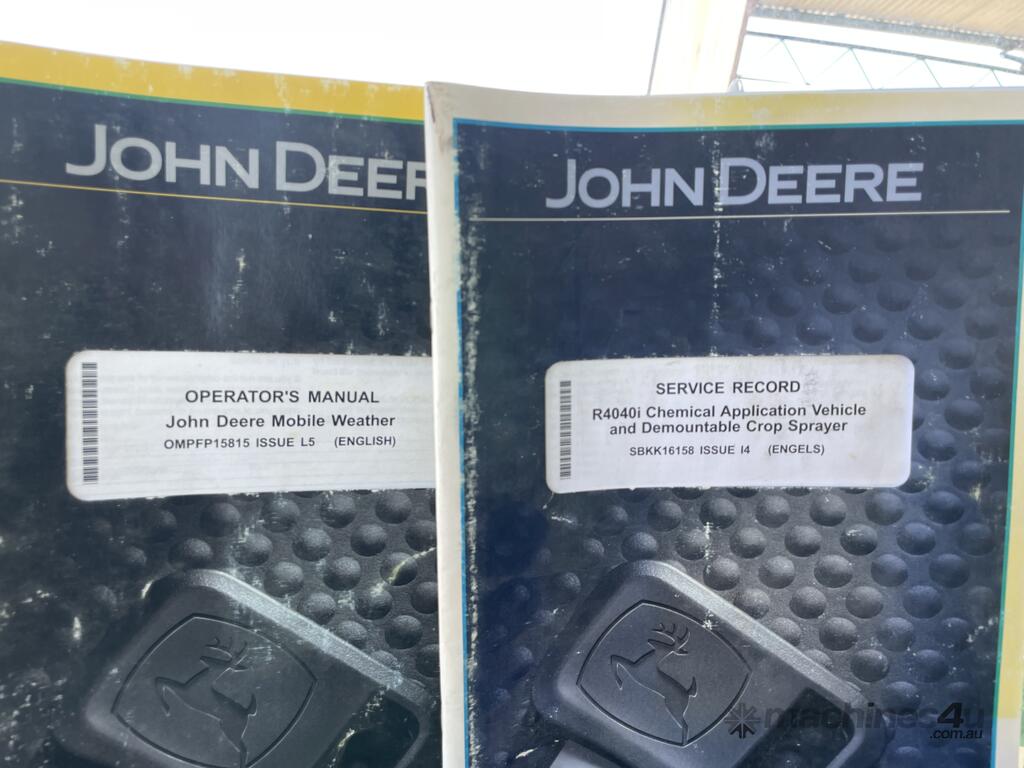 JOHN DEER
OPERATOR'S MANUAL
John Deere Mobile Weather
OMPFP15815 ISSUE L5 (ENGLISH)
JOHN DEERE
SERVICE RECORD
R4040i Chemical Application Vehicle
and Demountable Crop Sprayer
SBKK16158 ISSUE I4 (ENGELS)
machines4u
.com.au